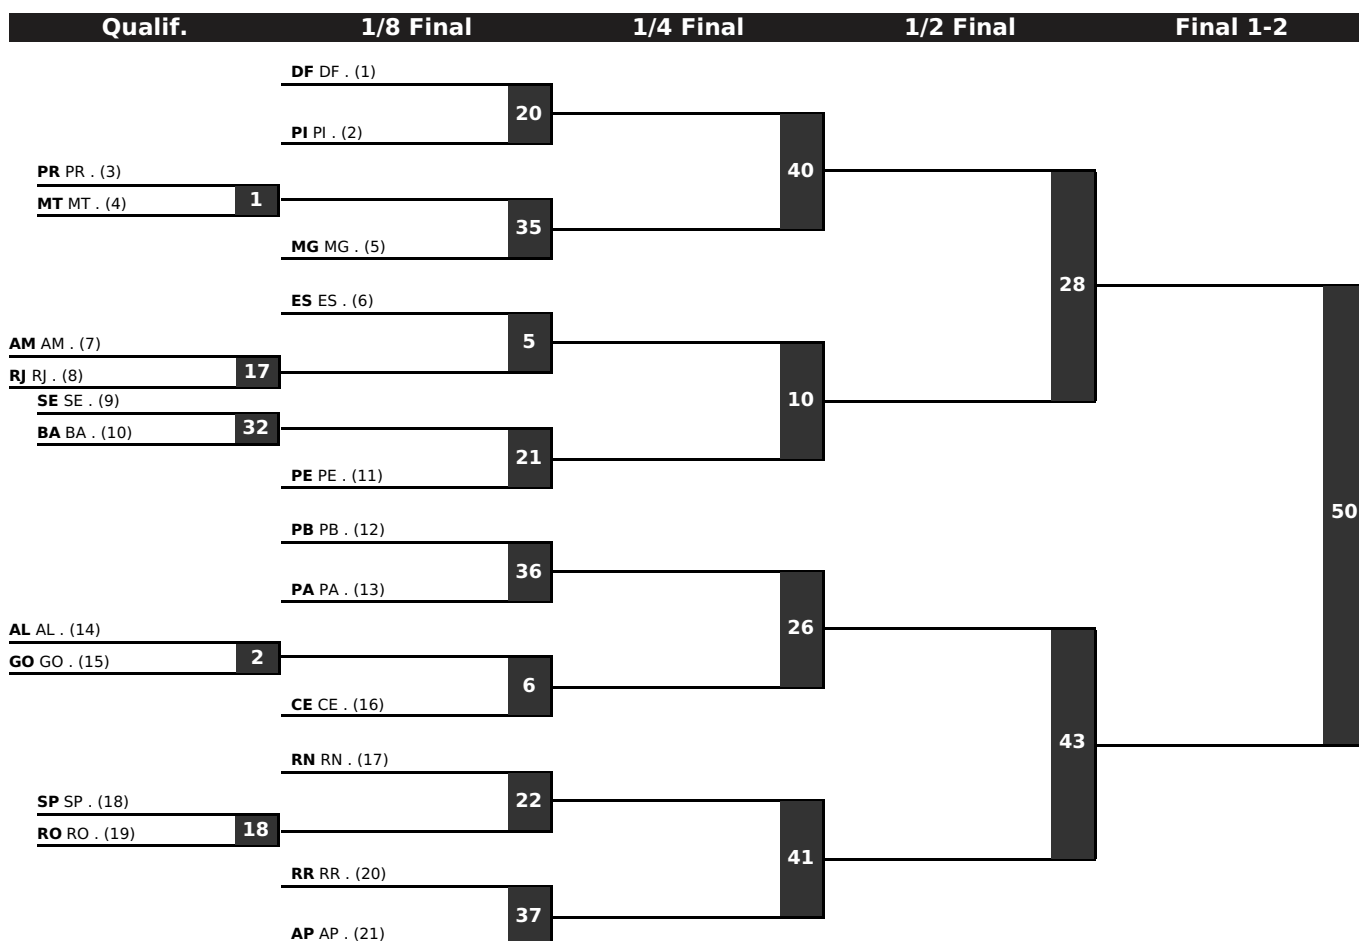 Qualif. 1/8 Final 1/4 Final 1/2 Final Final 1-2
DF DF . (1)
20
PI PI . (2)
40
PR PR . (3)
1
MT MT . (4)
35
MG MG . (5)
28
ES ES . (6)
5
AM AM . (7)
17
RJ RJ . (8)
10
SE SE . (9)
32
BA BA . (10)
21
PE PE . (11)
50
PB PB . (12)
36
PA PA . (13)
26
AL AL . (14)
2
GO GO . (15)
6
CE CE . (16)
43
RN RN . (17)
22
SP SP . (18)
18
RO RO . (19)
41
RR RR . (20)
37
AP AP . (21)